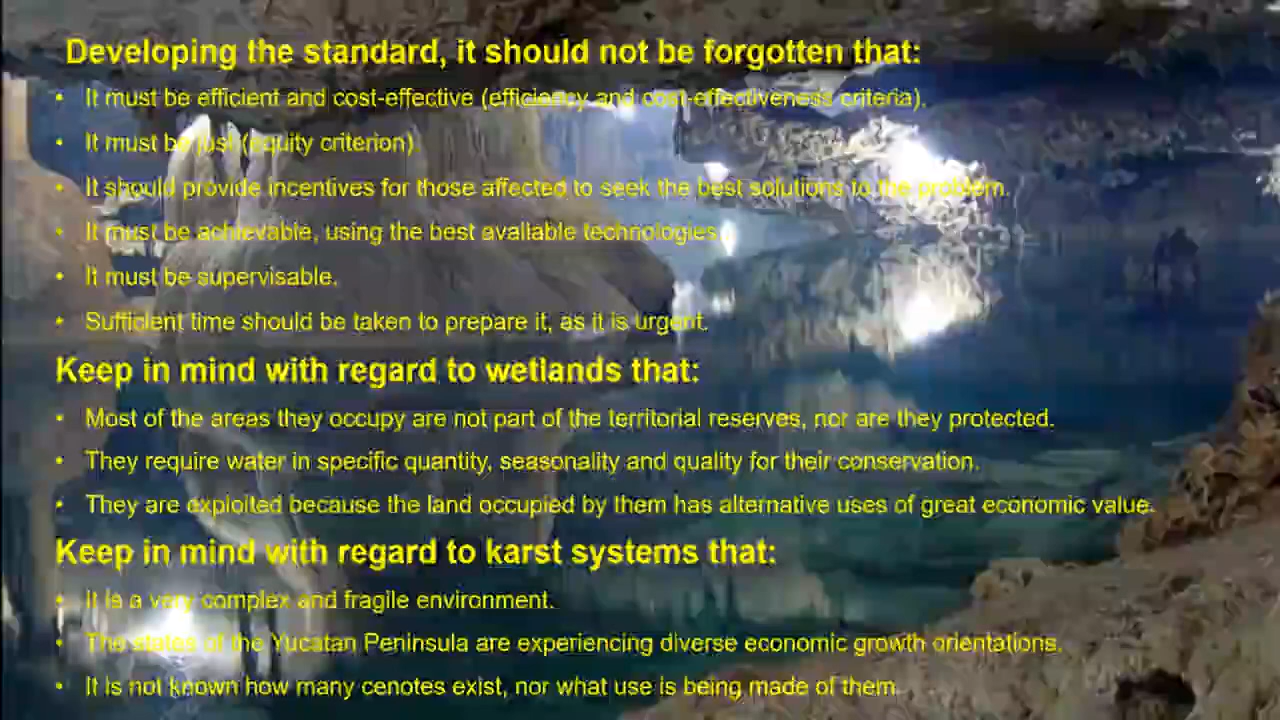 Developing the standard, it should not be forgotten that:
• It must be efficient and cost-effective (efficiency and cost-effectiveness criteria).
• It must be just (equity criterion)
• It should provide incentives for those affected to seek the best solutions to the problem.
• It must be achievable, using the best available technologies
• It must be supervisable.
• Sufficient time should be taken to prepare it, as it is urgent.
Keep in mind with regard to wetlands that:
• Most of the areas they occupy are not part of the territorial reserves, nor are they protected.
• They require water in specific quantity, seasonality and quality for their conservation.
• They are exploited because the land occupied by them has alternative uses of great economic value.
Keep in mind with regard to karst systems that:
• It is a very complex and fragile environment.
• The states of the Yucatan Peninsula are experiencing diverse economic growth orientations.
• It is not known how many cenotes exist, nor what use is being made of them.